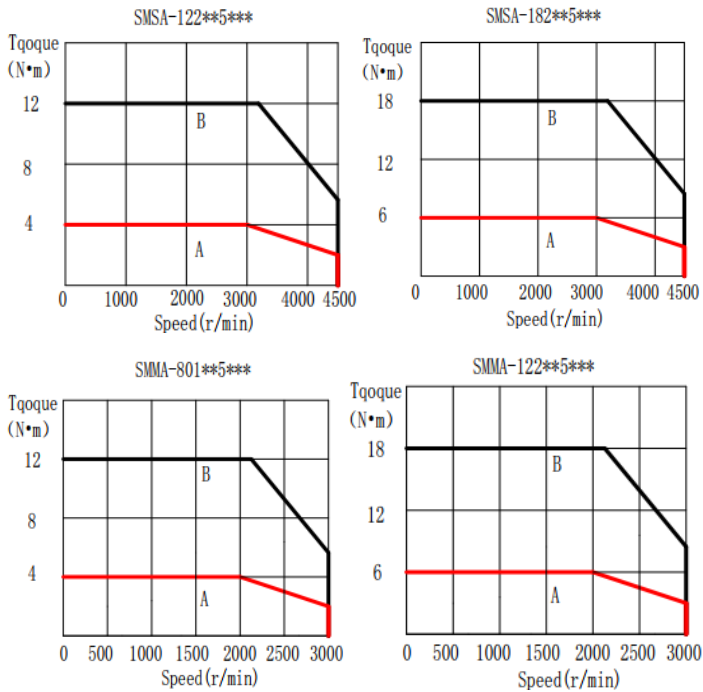 SMSA-122**5***
Tqoque
(N•m)
12
8
4
B
A
0 1000 2000 3000 4000 4500
Speed(r/min)
SMSA-182**5***
Tqoque
(N•m)
18
12
6
B
A
0 1000 2000 3000 4000 4500
Speed(r/min)
SMMA-801**5***
Tqoque
(N•m)
12
8
4
B
A
0 500 1000 1500 2000 2500 3000
Speed(r/min)
SMMA-122**5***
Tqoque
(N•m)
18
12
6
B
A
0 500 1000 1500 2000 2500 3000
Speed(r/min)